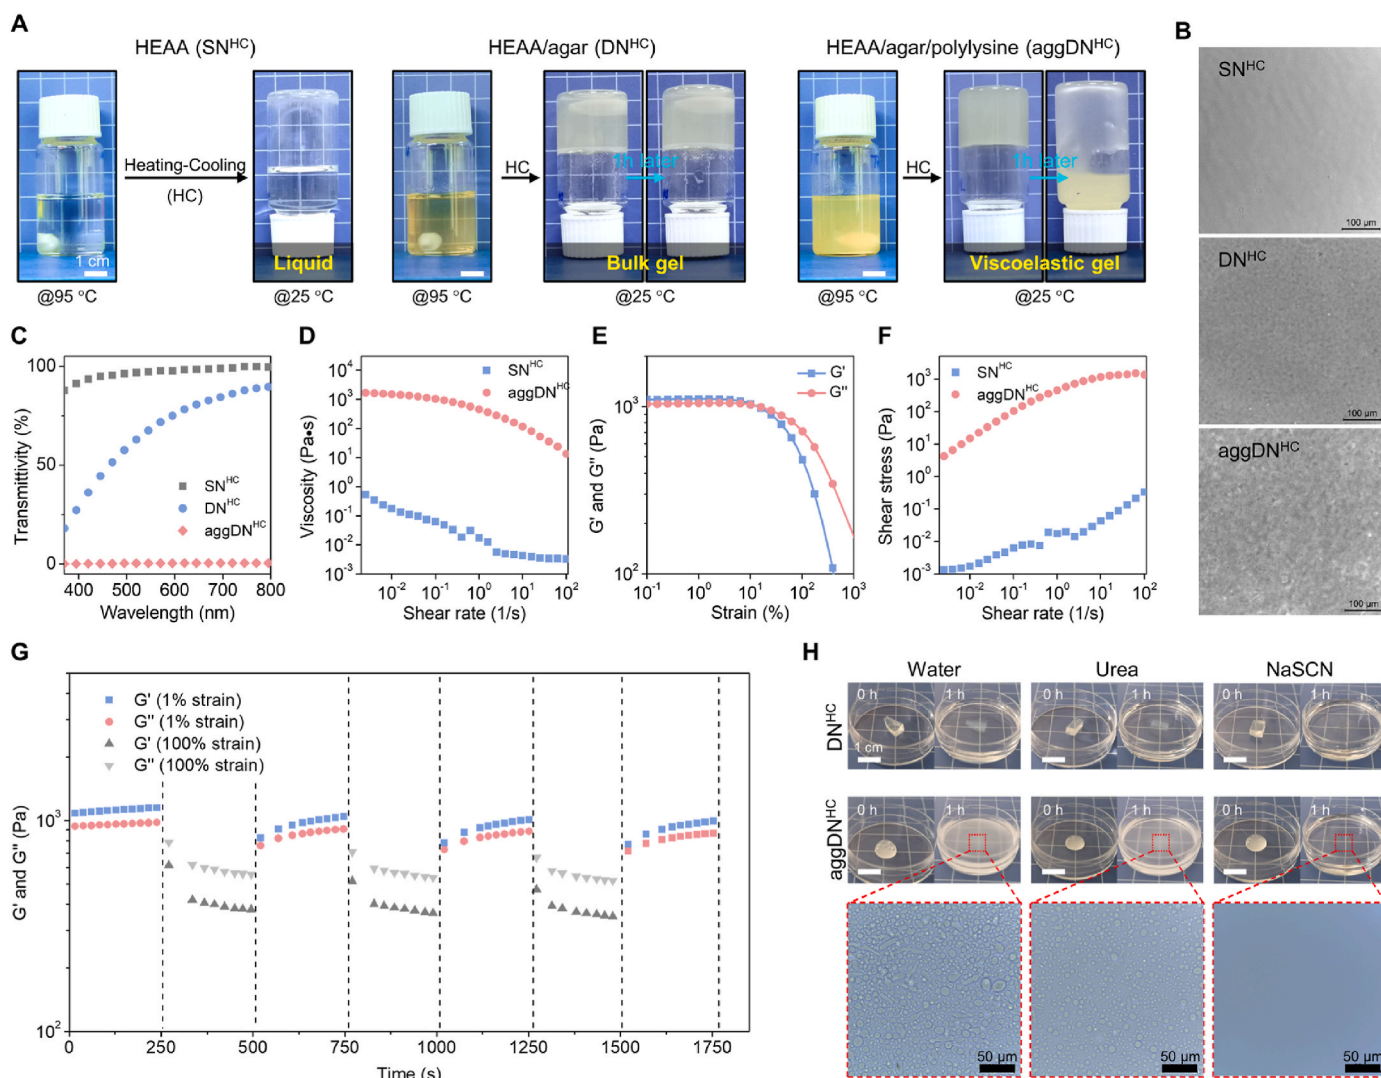 A
HEAA (SN^HC)
HEAA/agar (DN^HC)
HEAA/agar/polylysine (aggDN^HC)
Heating-Cooling
(HC)
HC
1h later
HC
1h later
1 cm
Liquid
Bulk gel
Viscoelastic gel
@95 °C
@25 °C
@95 °C
@25 °C
@95 °C
@25 °C
B
SN^HC
100 µm
DN^HC
100 µm
aggDN^HC
100 µm
C
Transmittivity (%)
100
50
0
SN^HC
DN^HC
aggDN^HC
400 500 600 700 800
Wavelength (nm)
D
Viscosity (Pa•s)
10^4
10^3
10^2
10^1
10^0
10^-1
10^-2
10^-3
SN^HC
aggDN^HC
10^-2 10^-1 10^0 10^1 10^2
Shear rate (1/s)
E
G' and G'' (Pa)
10^3
10^2
G'
G''
10^-1 10^0 10^1 10^2 10^3
Strain (%)
F
Shear stress (Pa)
10^3
10^2
10^1
10^0
10^-1
10^-2
10^-3
SN^HC
aggDN^HC
10^-2 10^-1 10^0 10^1 10^2
Shear rate (1/s)
G
G' and G'' (Pa)
10^3
10^2
G' (1% strain)
G'' (1% strain)
G' (100% strain)
G'' (100% strain)
0 250 500 750 1000 1250 1500 1750
Time (s)
H
Water
Urea
NaSCN
DN^HC
0 h
1 h
0 h
1 h
0 h
1 h
1 cm
aggDN^HC
0 h
1 h
0 h
1 h
0 h
1 h
50 µm
50 µm
50 µm